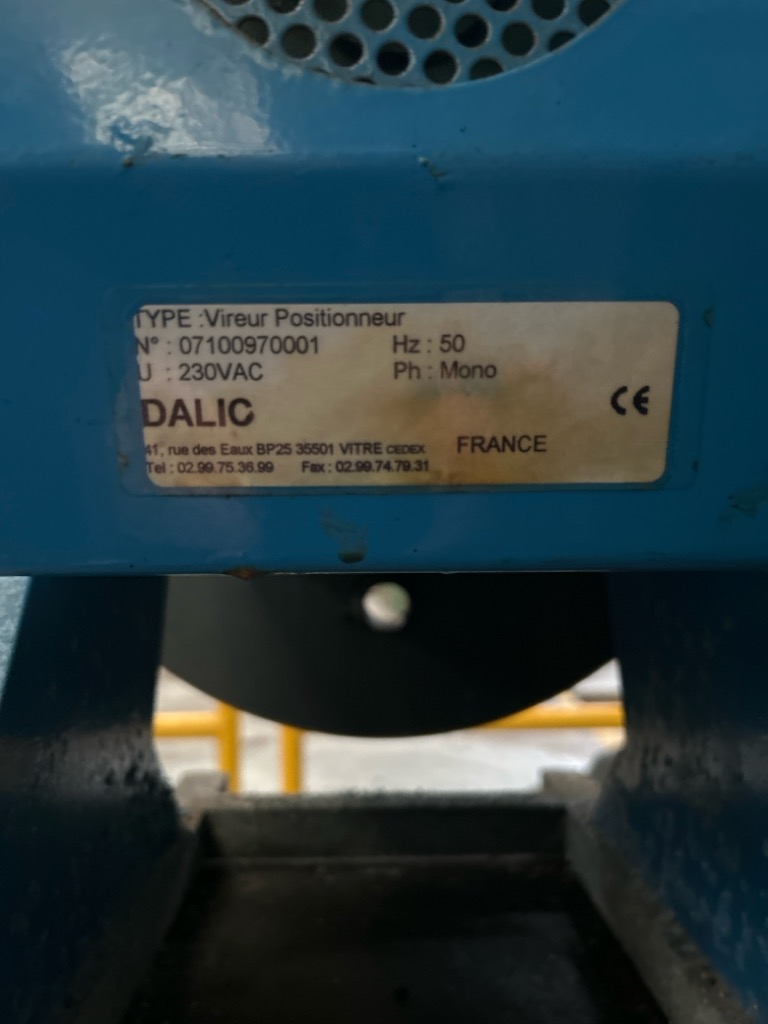 TYPE : Vireur Positionneur
N° : 07100970001 Hz : 50
U : 230VAC Ph : Mono
DALIC
CE
41, rue des Eaux BP25 35501 VITRE CEDEX FRANCE
Tel : 02.99.75.36.99 Fax : 02.99.74.79.31